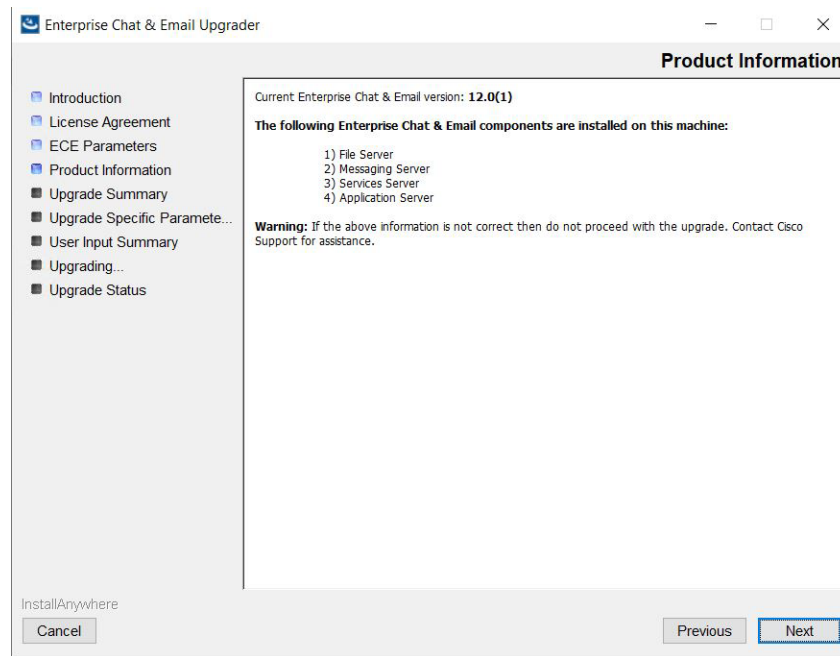 Enterprise Chat & Email Upgrader
Product Information
Introduction
License Agreement
ECE Parameters
Product Information
Upgrade Summary
Upgrade Specific Paramete...
User Input Summary
Upgrading...
Upgrade Status
Current Enterprise Chat & Email version: 12.0(1)
The following Enterprise Chat & Email components are installed on this machine:
1) File Server
2) Messaging Server
3) Services Server
4) Application Server
Warning: If the above information is not correct then do not proceed with the upgrade. Contact Cisco
Support for assistance.
InstallAnywhere
Cancel
Previous
Next